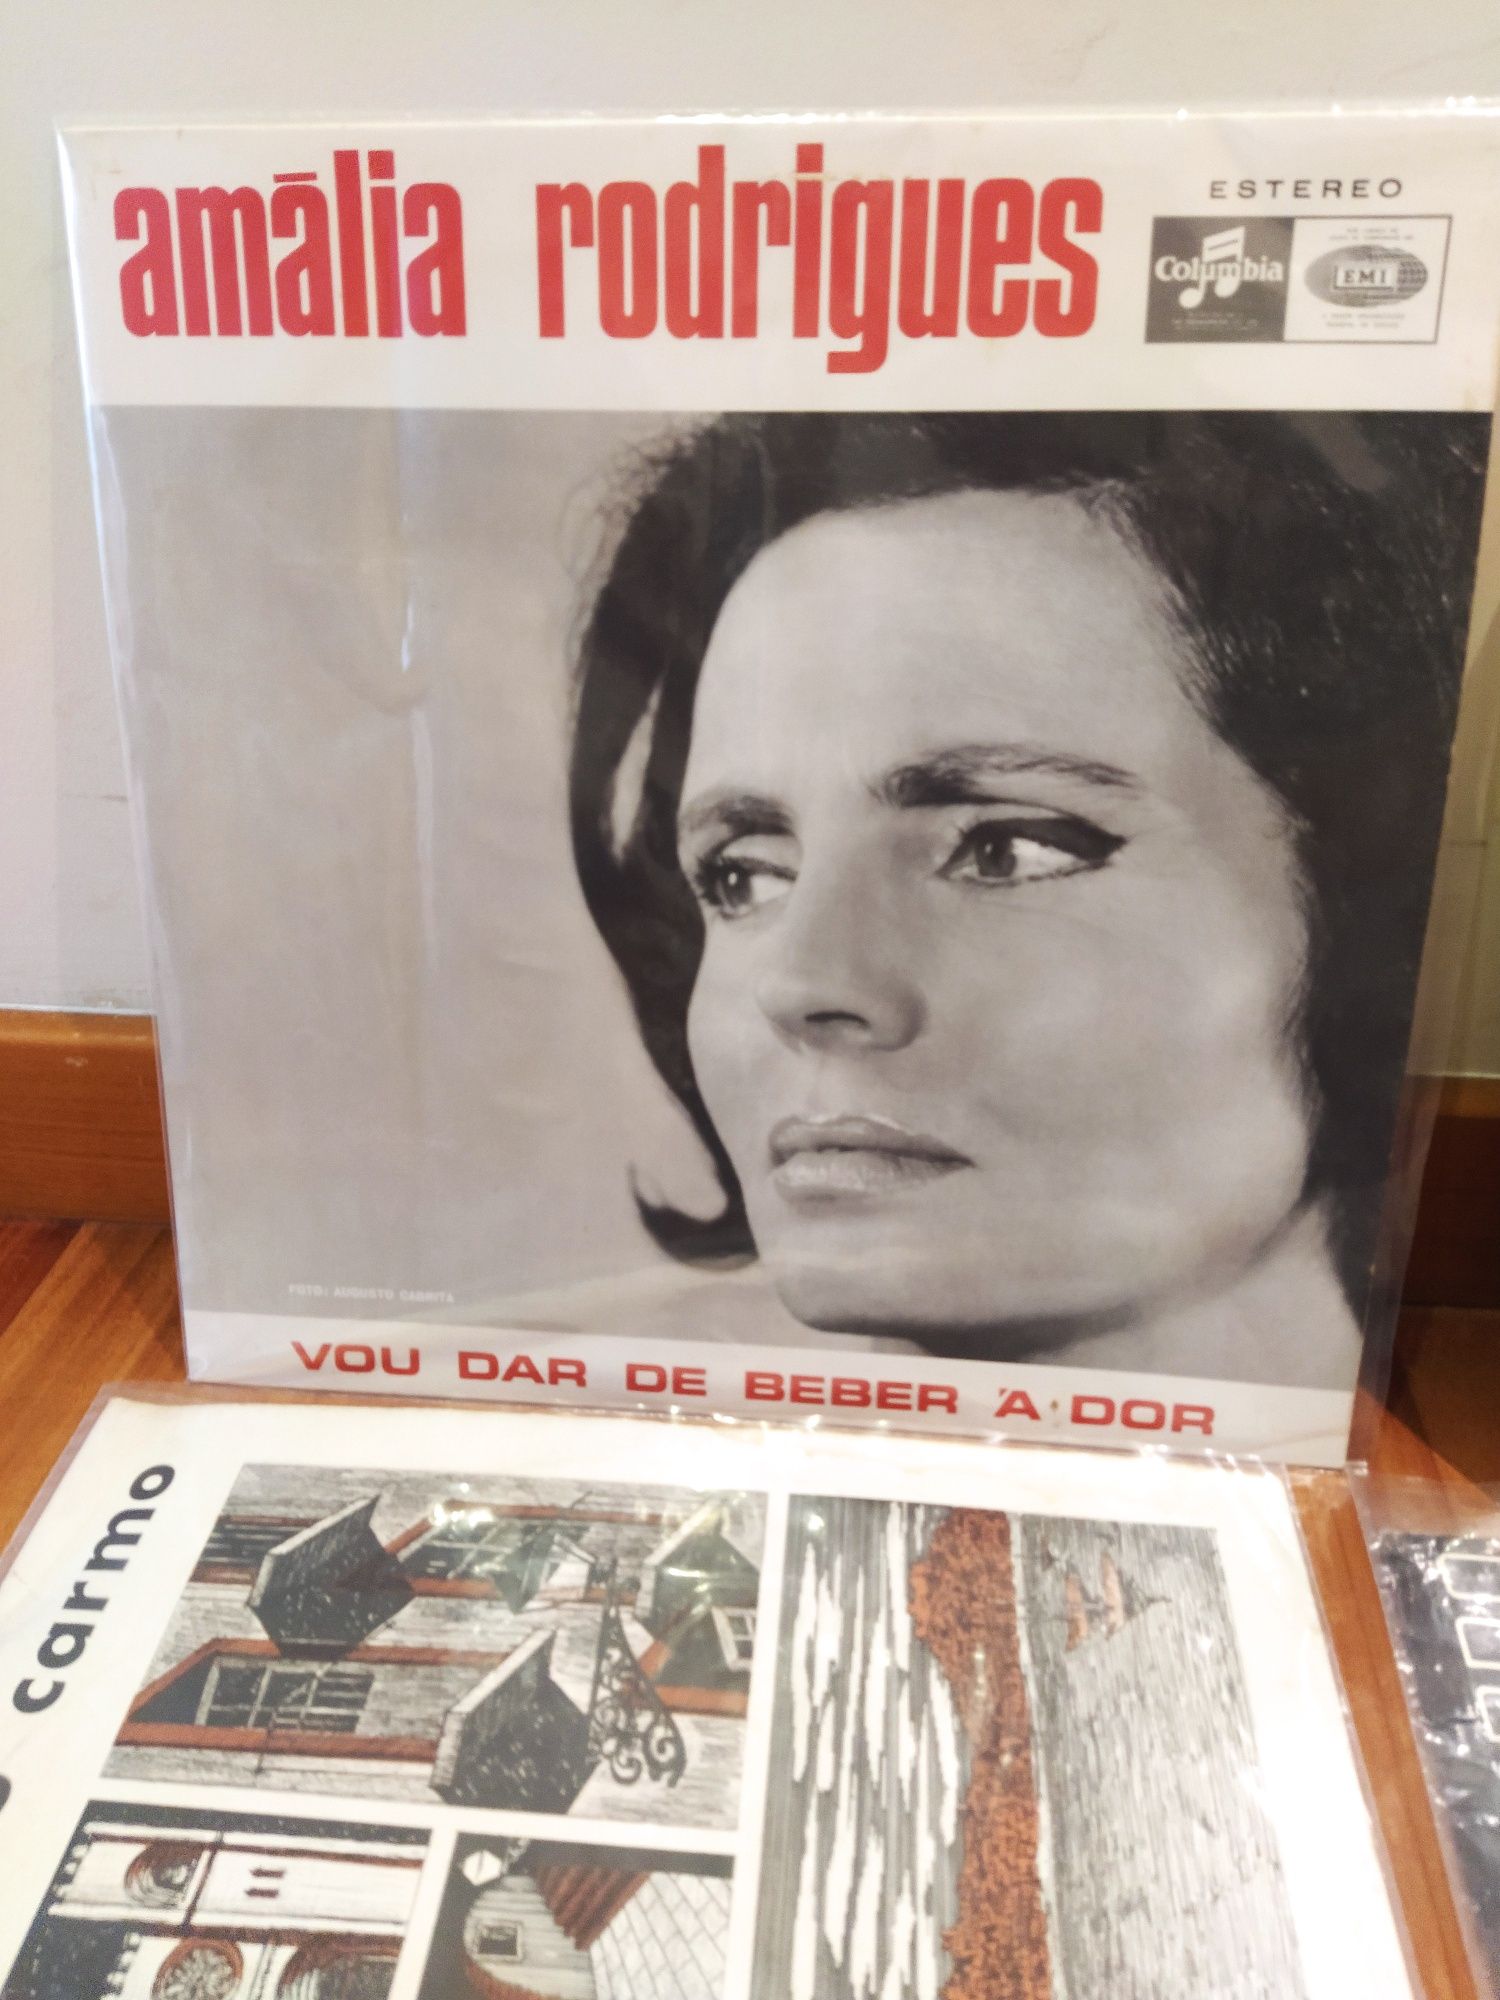 amália rodrigues
ESTEREO
Columbia
EMI
FOTO: AUGUSTO CABRITA
VOU DAR DE BEBER À DOR
carmo